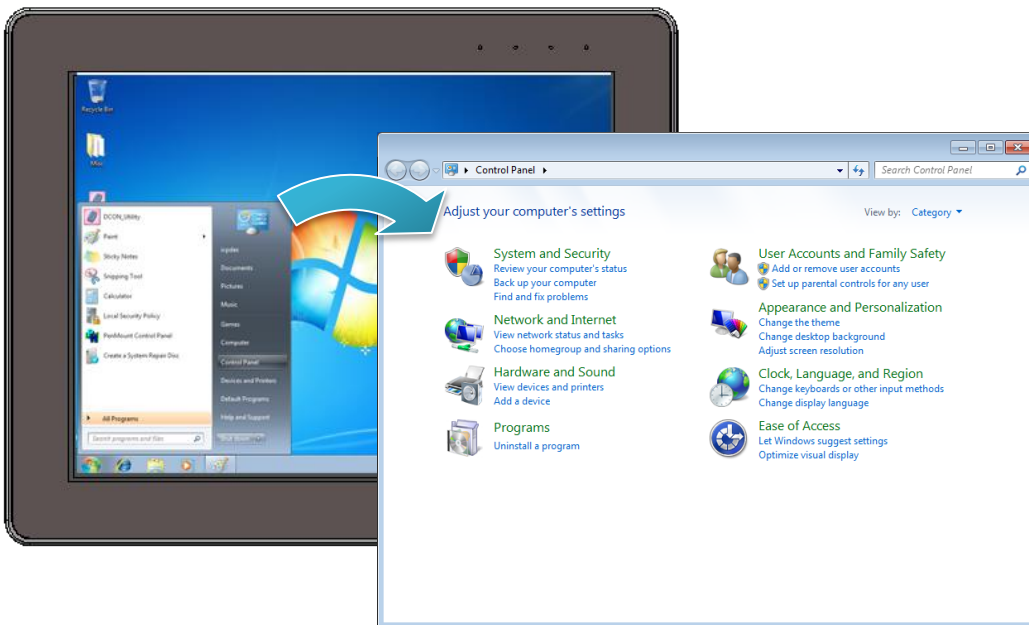 Recycle Bin
Misc
DCON_Utility
Paint
Sticky Notes
Snipping Tool
Calculator
Local Security Policy
PenMount Control Panel
Create a System Repair Disc
All Programs
Search programs and files
Documents
Pictures
Music
Games
Computer
Control Panel
Devices and Printers
Default Programs
Help and Support
Shut down
Control Panel
Search Control Panel
Adjust your computer's settings
View by: Category
System and Security
Review your computer's status
Back up your computer
Find and fix problems
Network and Internet
View network status and tasks
Choose homegroup and sharing options
Hardware and Sound
View devices and printers
Add a device
Programs
Uninstall a program
User Accounts and Family Safety
Add or remove user accounts
Set up parental controls for any user
Appearance and Personalization
Change the theme
Change desktop background
Adjust screen resolution
Clock, Language, and Region
Change keyboards or other input methods
Change display language
Ease of Access
Let Windows suggest settings
Optimize visual display